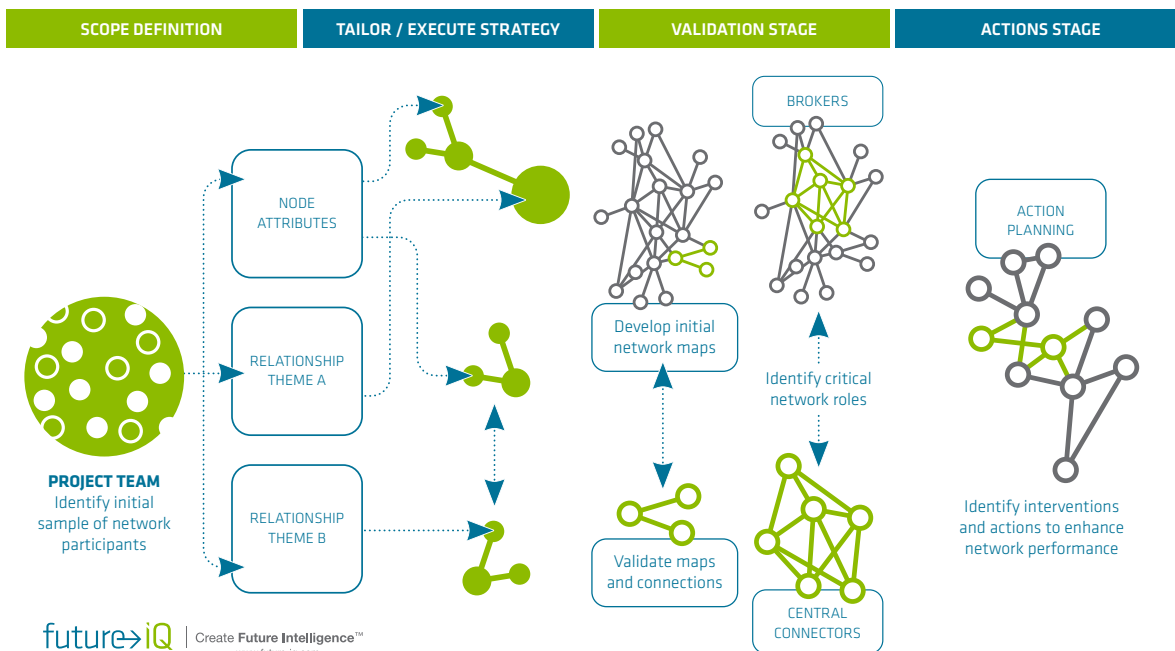 SCOPE DEFINITION
TAILOR / EXECUTE STRATEGY
VALIDATION STAGE
ACTIONS STAGE
PROJECT TEAM
Identify initial
sample of network
participants
NODE
ATTRIBUTES
RELATIONSHIP
THEME A
RELATIONSHIP
THEME B
Develop initial
network maps
Validate maps
and connections
BROKERS
Identify critical
network roles
CENTRAL
CONNECTORS
ACTION
PLANNING
Identify interventions
and actions to enhance
network performance
future→iQ | Create Future Intelligence™